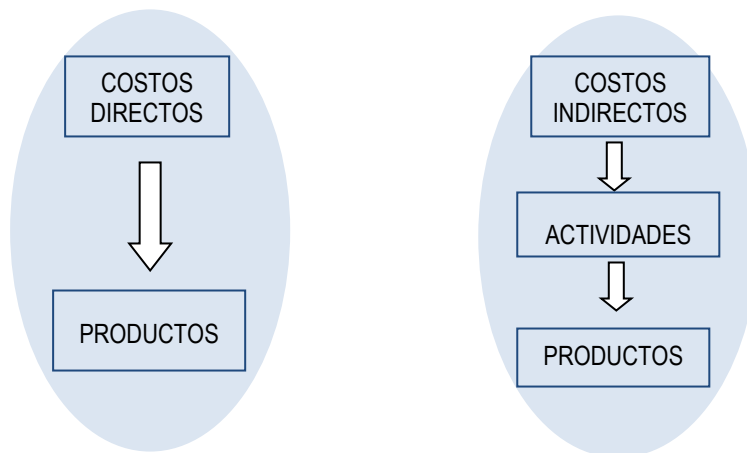 COSTOS
DIRECTOS
PRODUCTOS
COSTOS
INDIRECTOS
ACTIVIDADES
PRODUCTOS